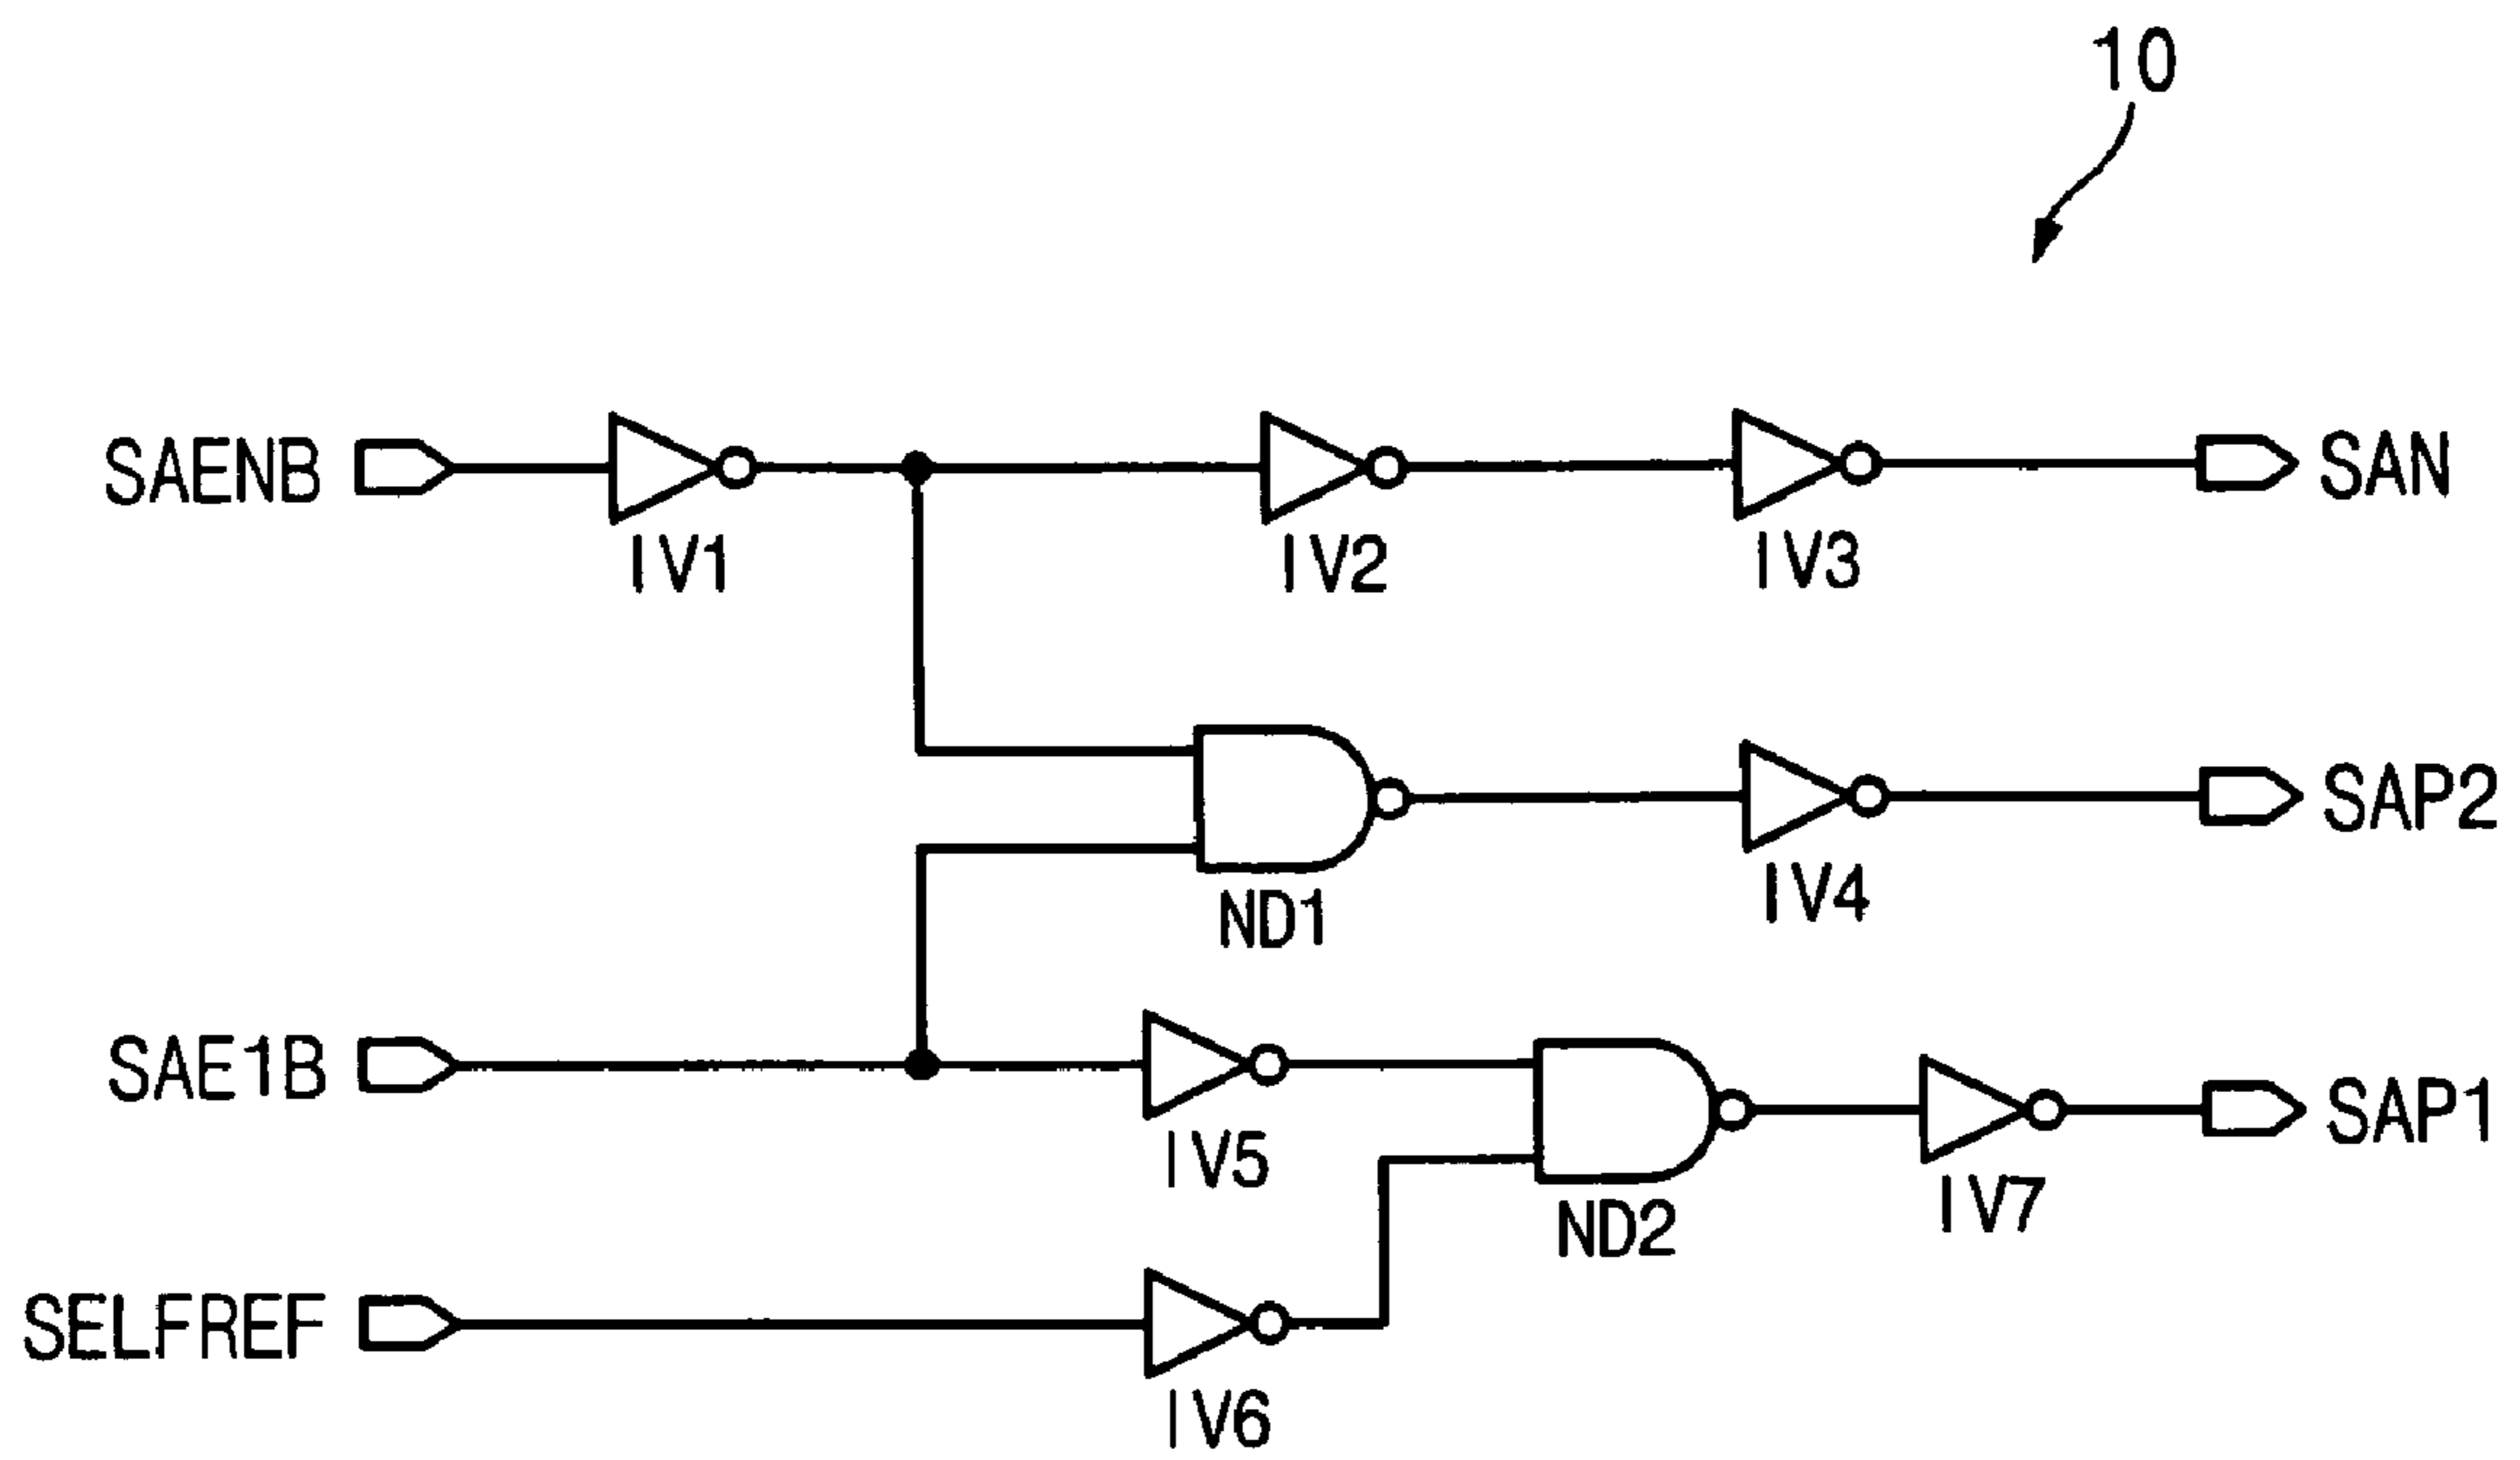 10
SAENB
SAN
IV1
IV2
IV3
SAP2
IV4
ND1
SAE1B
SAP1
IV5
IV7
ND2
SELFREF
IV6